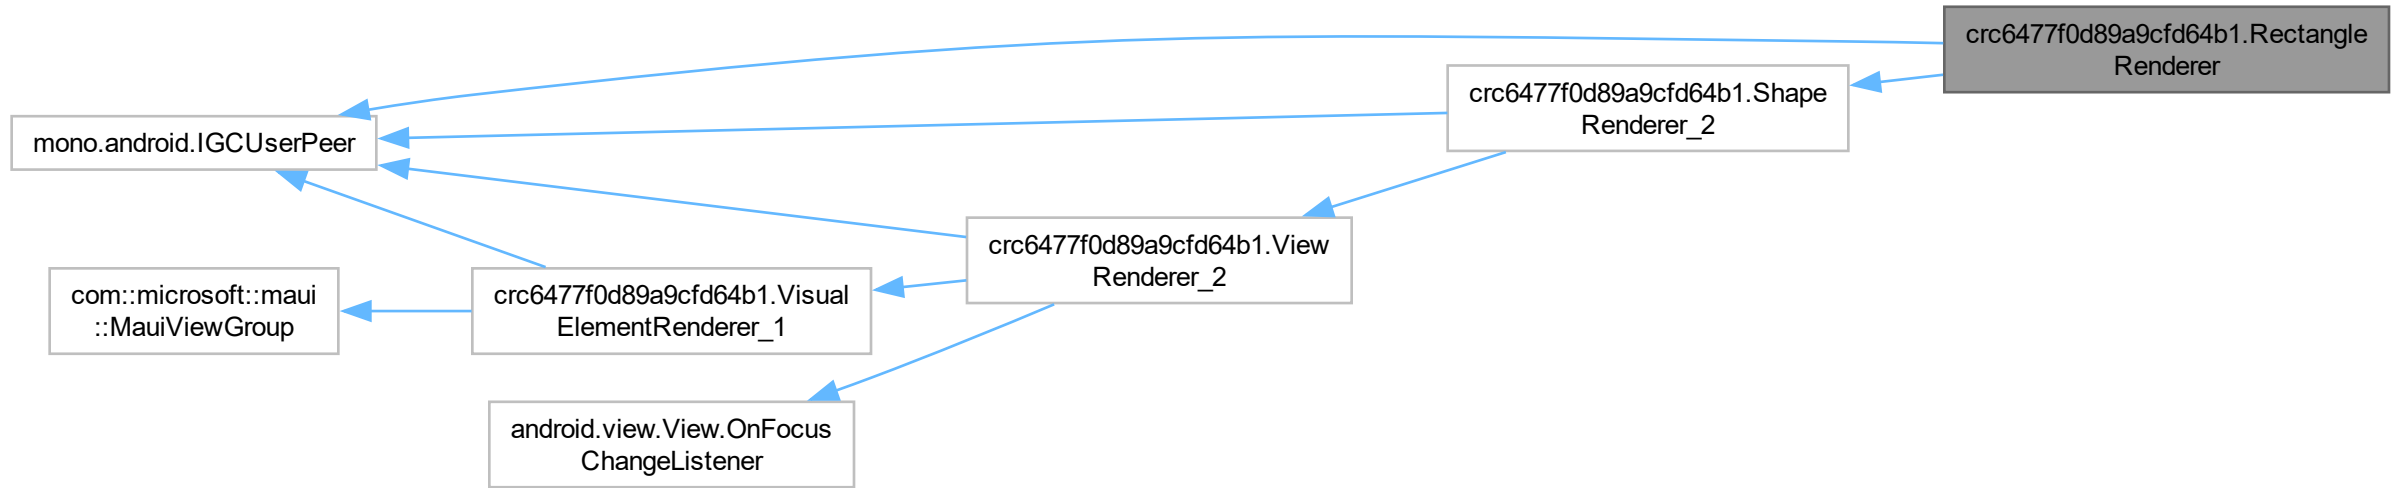 crc6477f0d89a9cfd64b1.Rectangle
Renderer
crc6477f0d89a9cfd64b1.Shape
Renderer_2
mono.android.IGCUserPeer
crc6477f0d89a9cfd64b1.View
Renderer_2
com::microsoft::maui
::MauiViewGroup
crc6477f0d89a9cfd64b1.Visual
ElementRenderer_1
android.view.View.OnFocus
ChangeListener